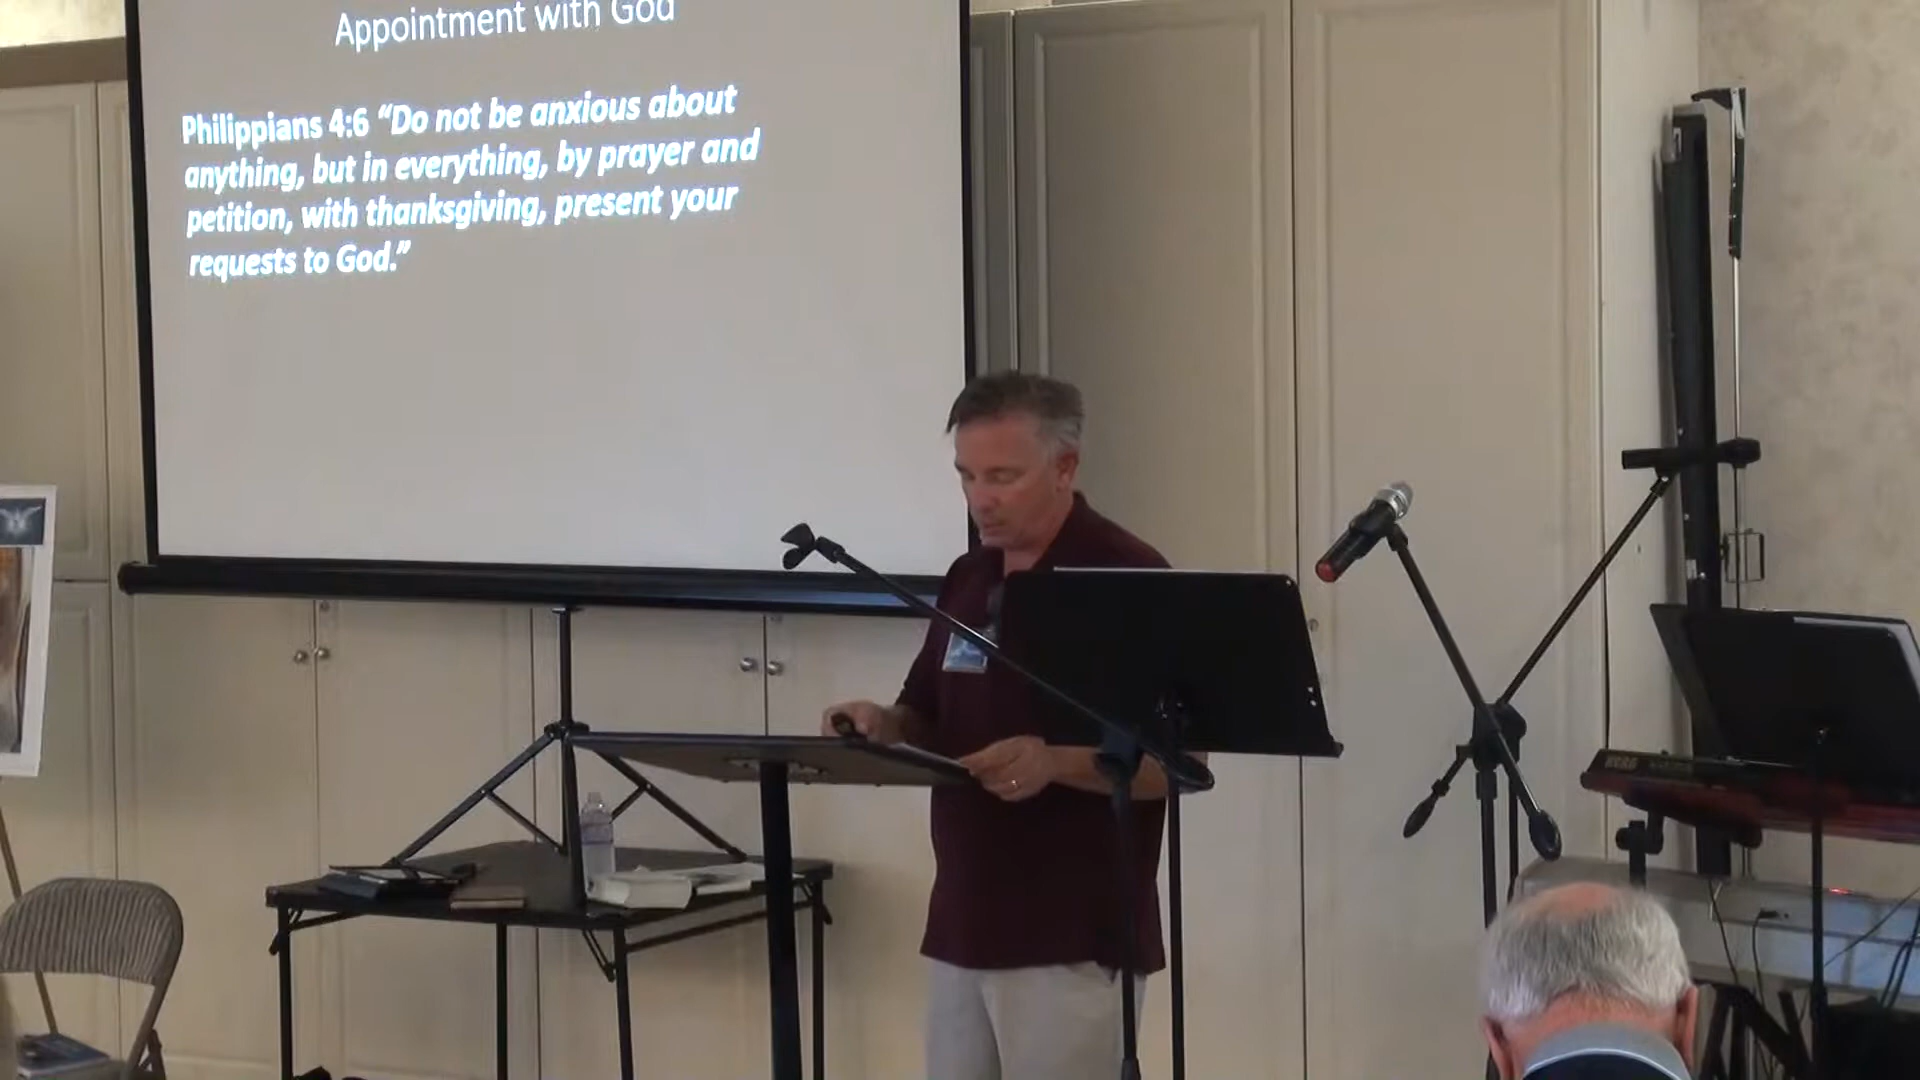 Appointment with God
Philippians 4:6 “Do not be anxious about
anything, but in everything, by prayer and
petition, with thanksgiving, present your
requests to God.”
KORG